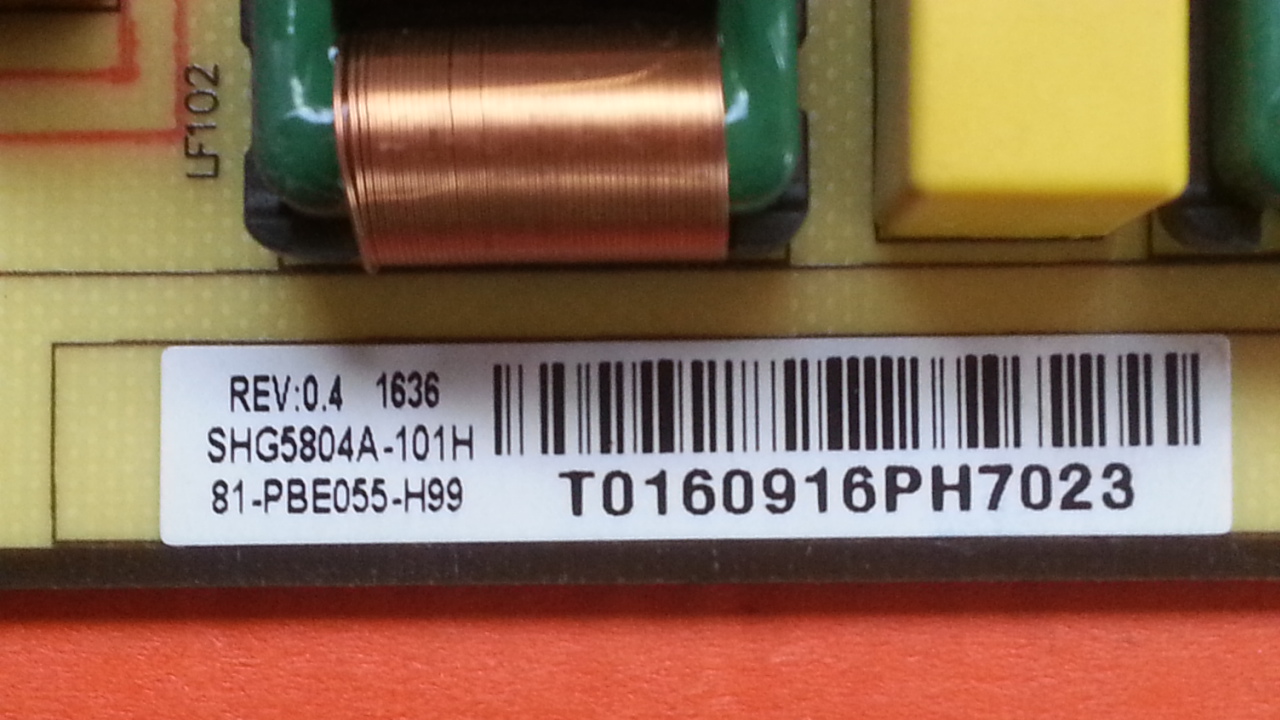 LF102
REV:0.4 1636
SHG5804A-101H
81-PBE055-H99
T0160916PH7023